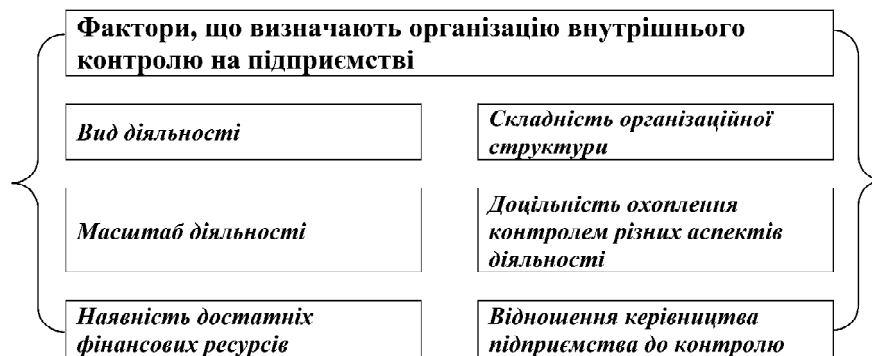 Фактори, що визначають організацію внутрішнього
контролю на підприємстві
Вид діяльності
Складність організаційної
структури
Масштаб діяльності
Доцільність охоплення
контролем різних аспектів
діяльності
Наявність достатніх
фінансових ресурсів
Відношення керівництва
підприємства до контролю